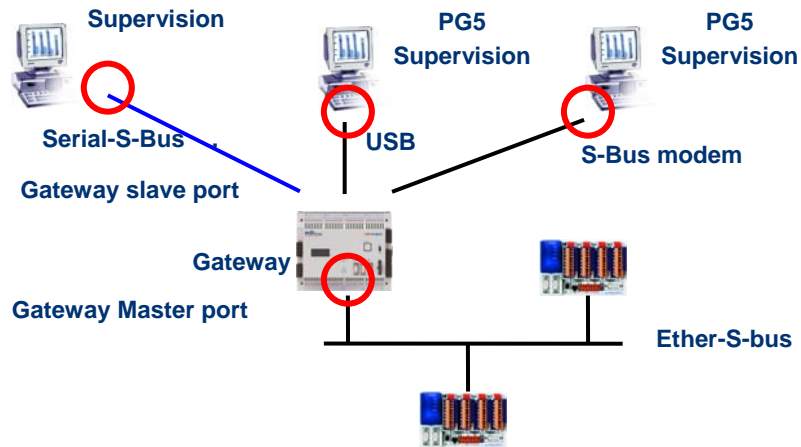 Supervision
PG5
Supervision
PG5
Supervision
Serial-S-Bus .
USB
S-Bus modem
Gateway slave port
Gateway
Gateway Master port
Ether-S-bus